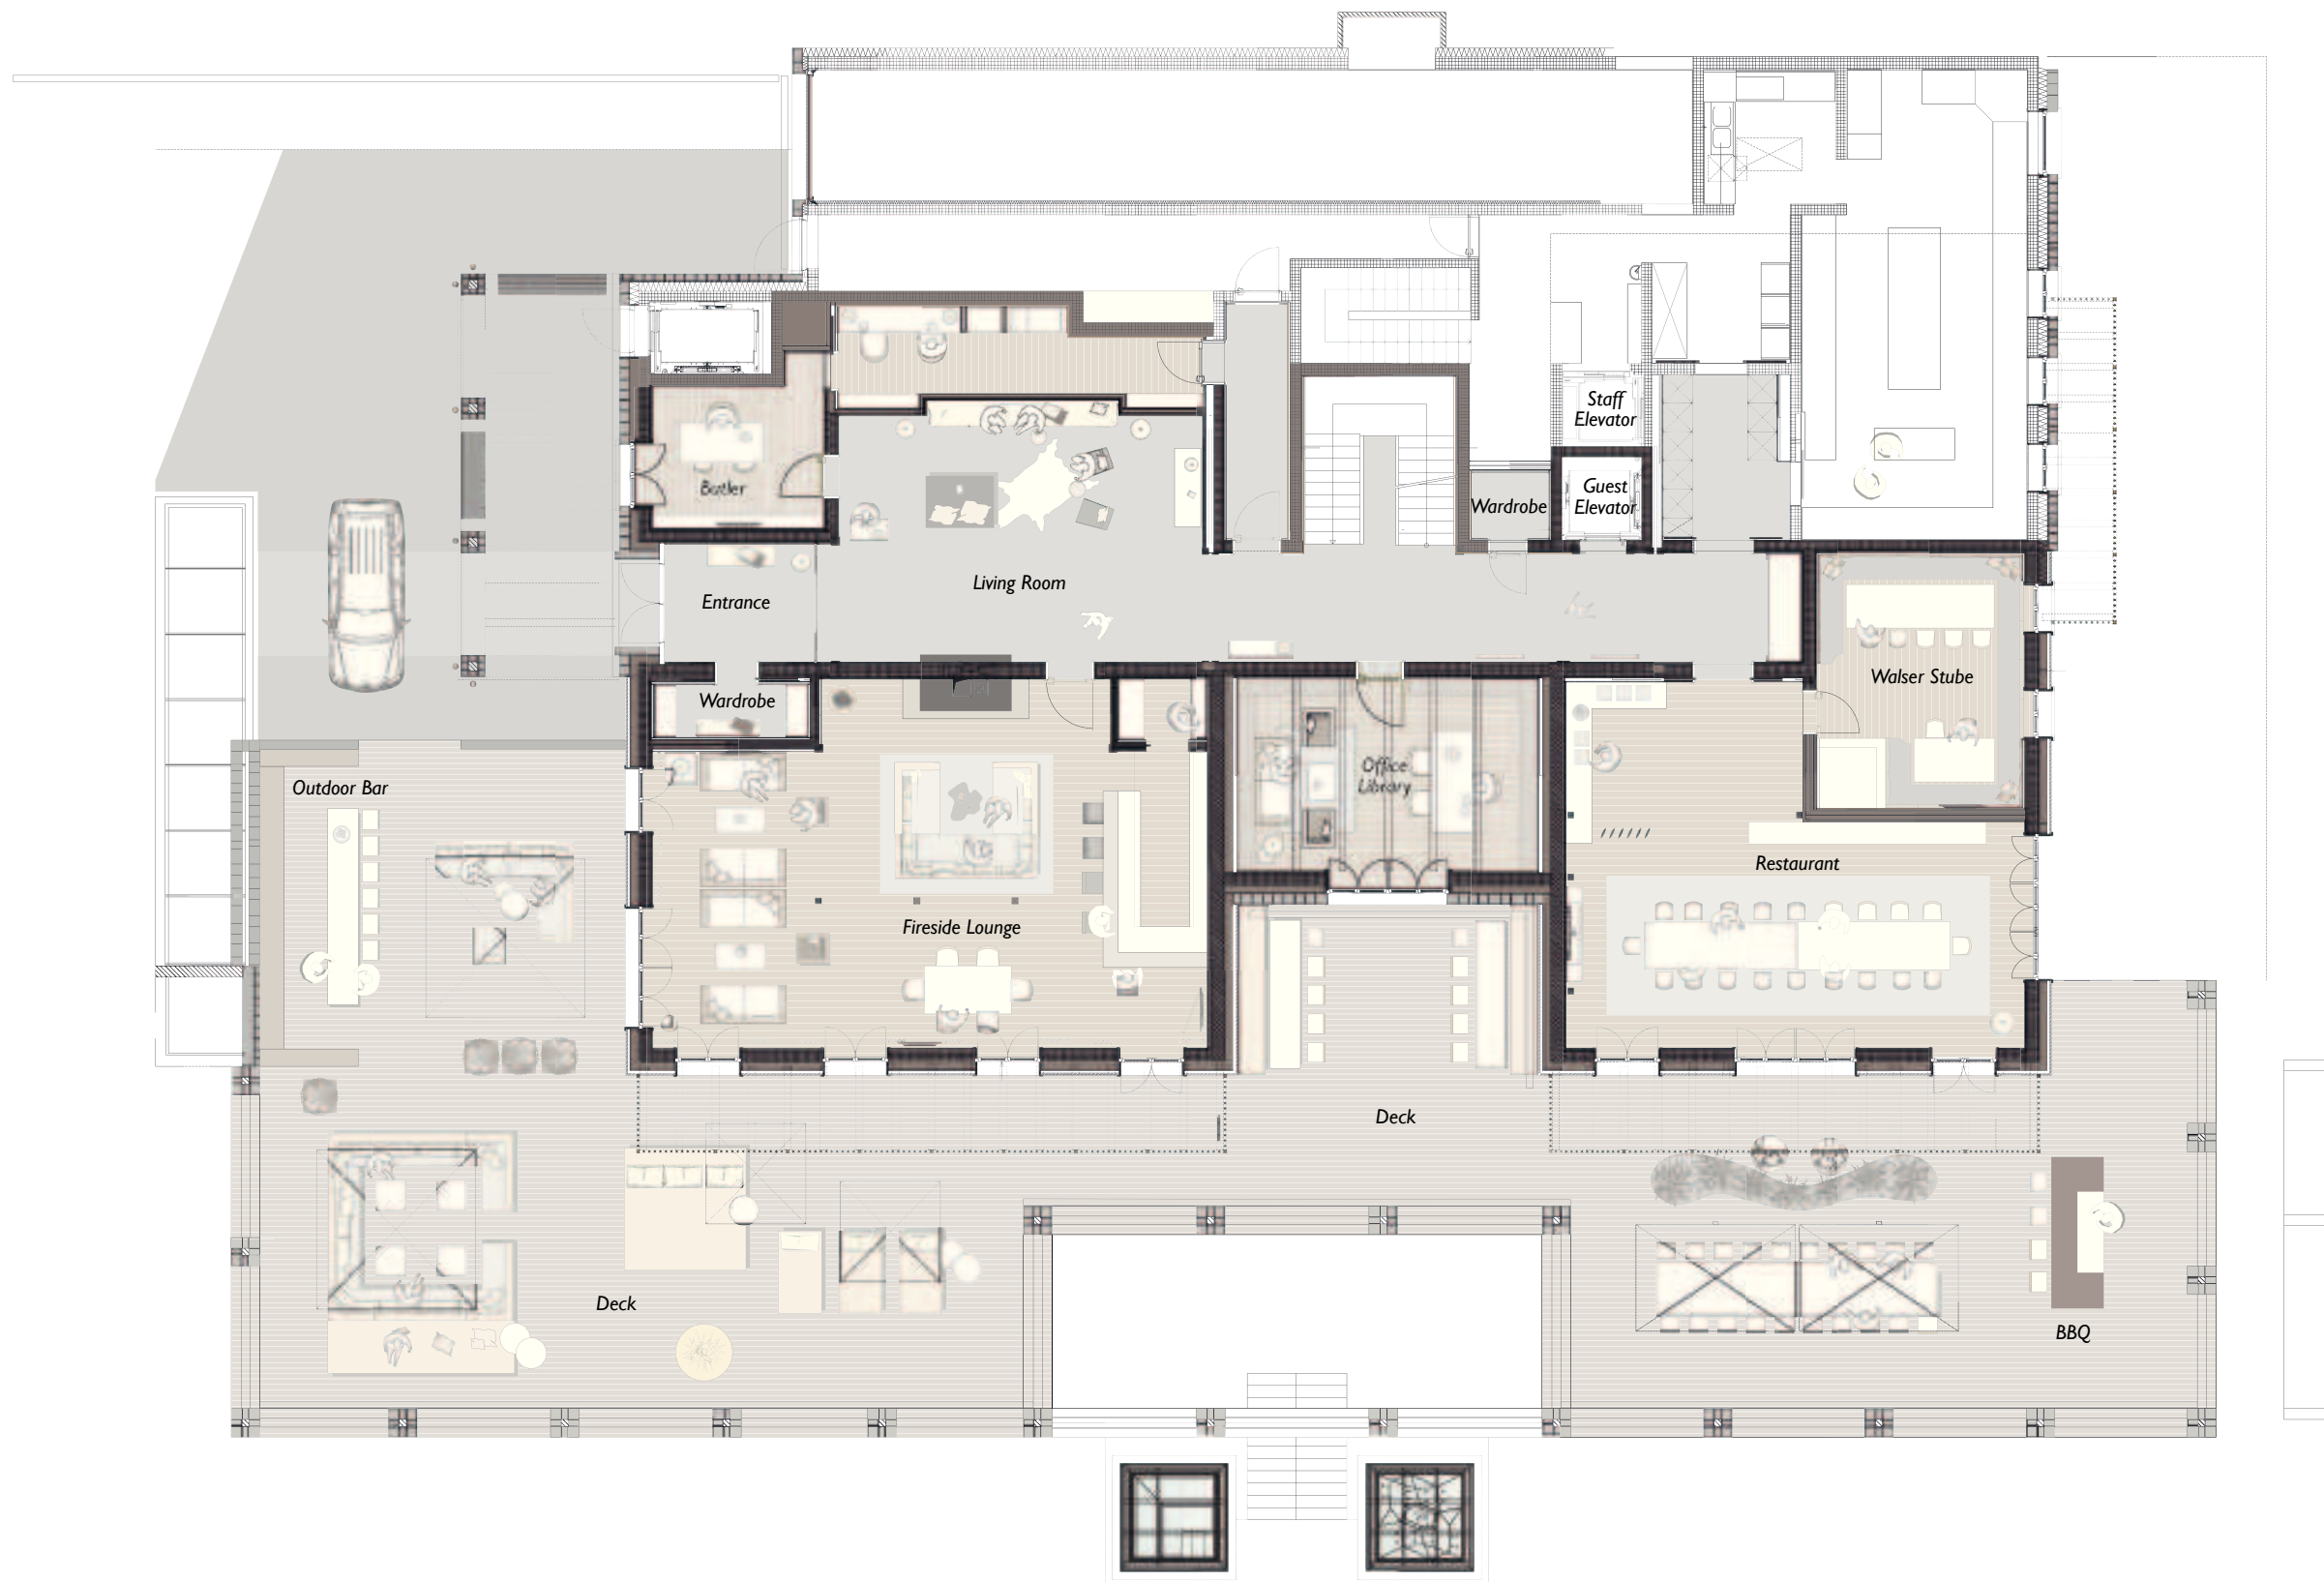 Staff
Elevator
Butler
Guest
Elevator
Wardrobe
Living Room
Entrance
Walser Stube
Wardrobe
Office
Library
Outdoor Bar
Restaurant
Fireside Lounge
Deck
Deck
BBQ